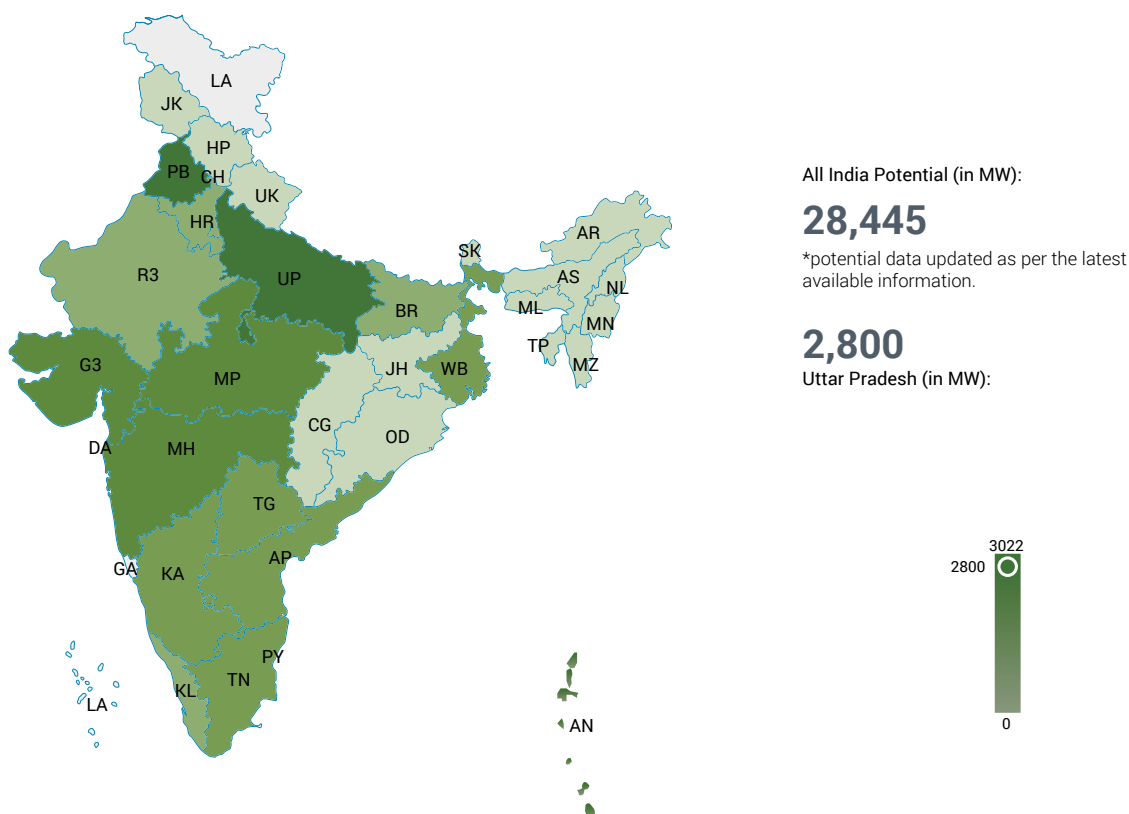 LA
JK
HP
PB
CH
UK
HR
All India Potential (in MW):
28,445
*potential data updated as per the latest
available information.
AR
SK
R3
UP
AS
NL
ML
BR
MN
TP
2,800
Uttar Pradesh (in MW):
G3
MP
JH
WB
MZ
CG
OD
DA
MH
TG
AP
GA
KA
3022
2800
0
PY
TN
KL
LA
AN